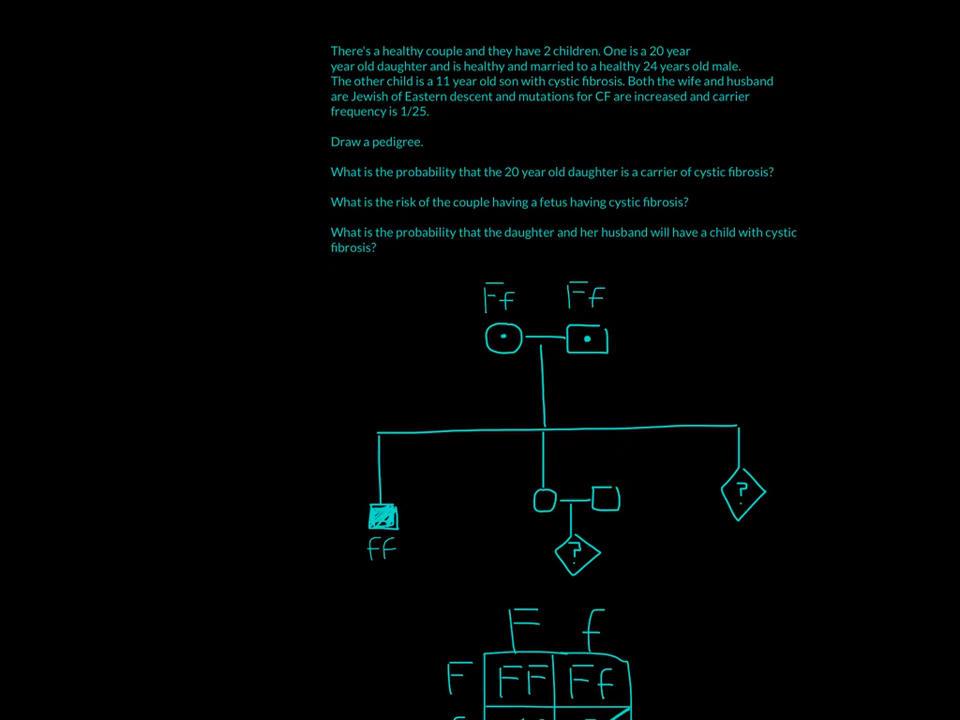 There's a healthy couple and they have 2 children. One is a 20 year
year old daughter and is healthy and married to a healthy 24 years old male.
The other child is a 11 year old son with cystic fibrosis. Both the wife and husband
are Jewish of Eastern descent and mutations for CF are increased and carrier
frequency is 1/25.
Draw a pedigree.
What is the probability that the 20 year old daughter is a carrier of cystic fibrosis?
What is the risk of the couple having a fetus having cystic fibrosis?
What is the probability that the daughter and her husband will have a child with cystic
fibrosis?
Ff Ff
?
ff
?
F f
F FF Ff